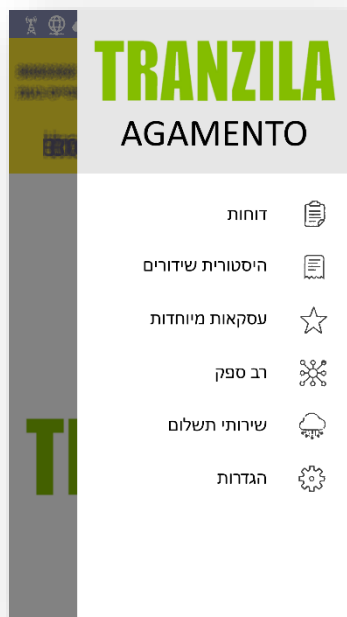 TRANZILA
AGAMENTO
דוחות
היסטורית שידורים
עסקאות מיוחדות
רב ספק
שירותי תשלום
הגדרות